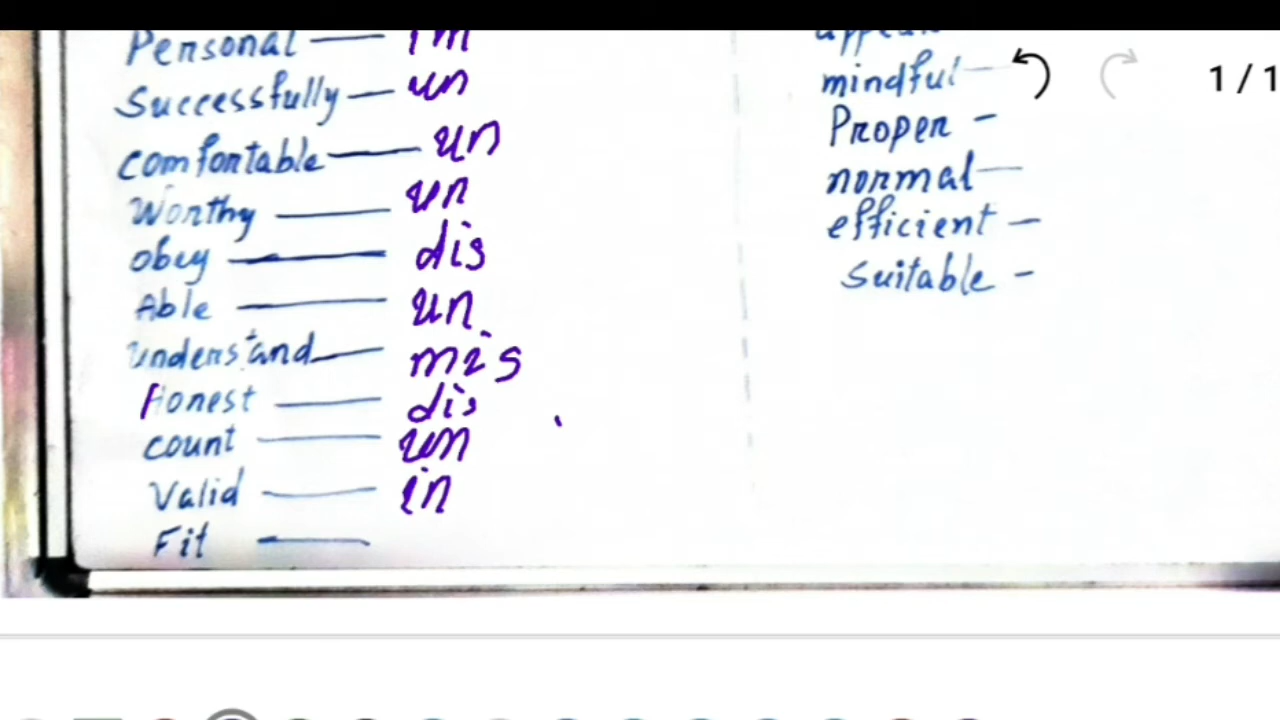 Personal — im
Successfully — un
comfortable — un
Worthy — un
obey — dis
Able — un
understand — mis
Honest — dis
count — un
Valid — in
Fit —
appear
mindful —
Proper -
normal —
efficient —
Suitable -
1/1